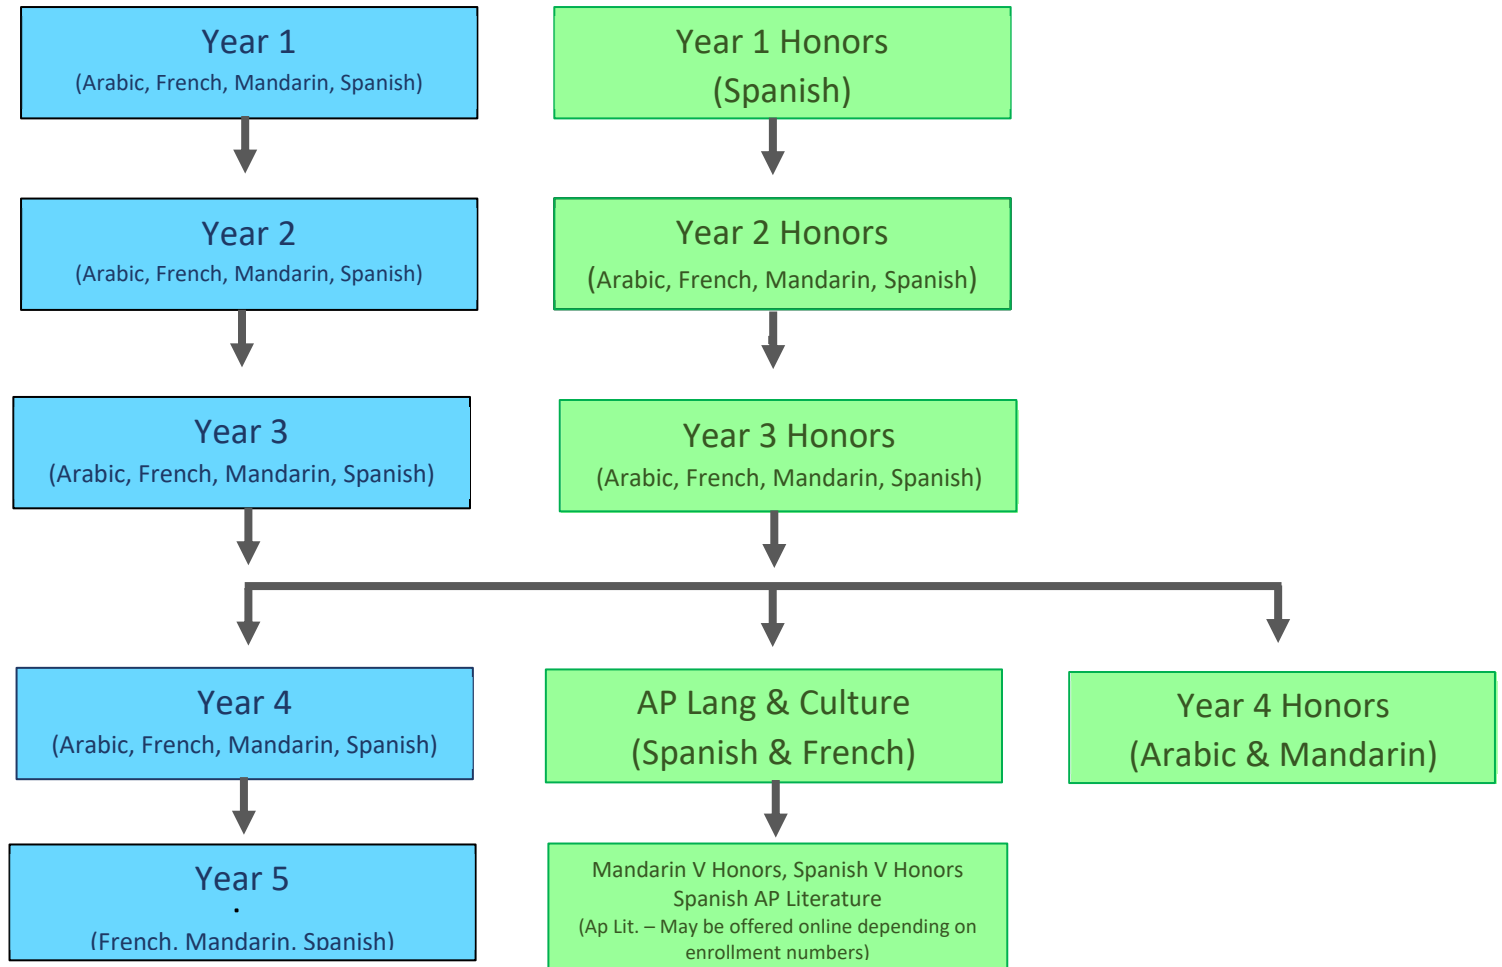 Year 1
(Arabic, French, Mandarin, Spanish)
Year 1 Honors
(Spanish)
Year 2
(Arabic, French, Mandarin, Spanish)
Year 2 Honors
(Arabic, French, Mandarin, Spanish)
Year 3
(Arabic, French, Mandarin, Spanish)
Year 3 Honors
(Arabic, French, Mandarin, Spanish)
Year 4
(Arabic, French, Mandarin, Spanish)
AP Lang & Culture
(Spanish & French)
Year 4 Honors
(Arabic & Mandarin)
Year 5
.
(French, Mandarin, Spanish)
Mandarin V Honors, Spanish V Honors
Spanish AP Literature
(Ap Lit. – May be offered online depending on
enrollment numbers)